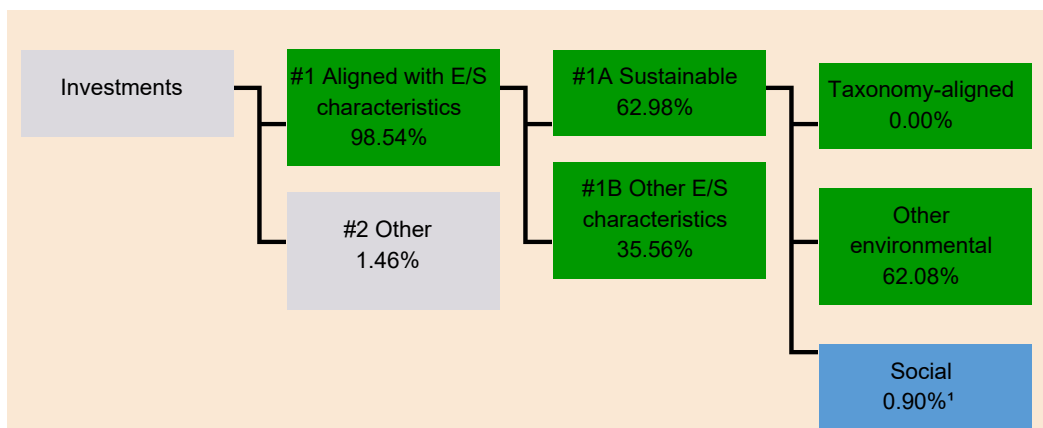 Investments
#1 Aligned with E/S
characteristics
98.54%
#2 Other
1.46%
#1A Sustainable
62.98%
#1B Other E/S
characteristics
35.56%
Taxonomy-aligned
0.00%
Other
environmental
62.08%
Social
0.90%¹